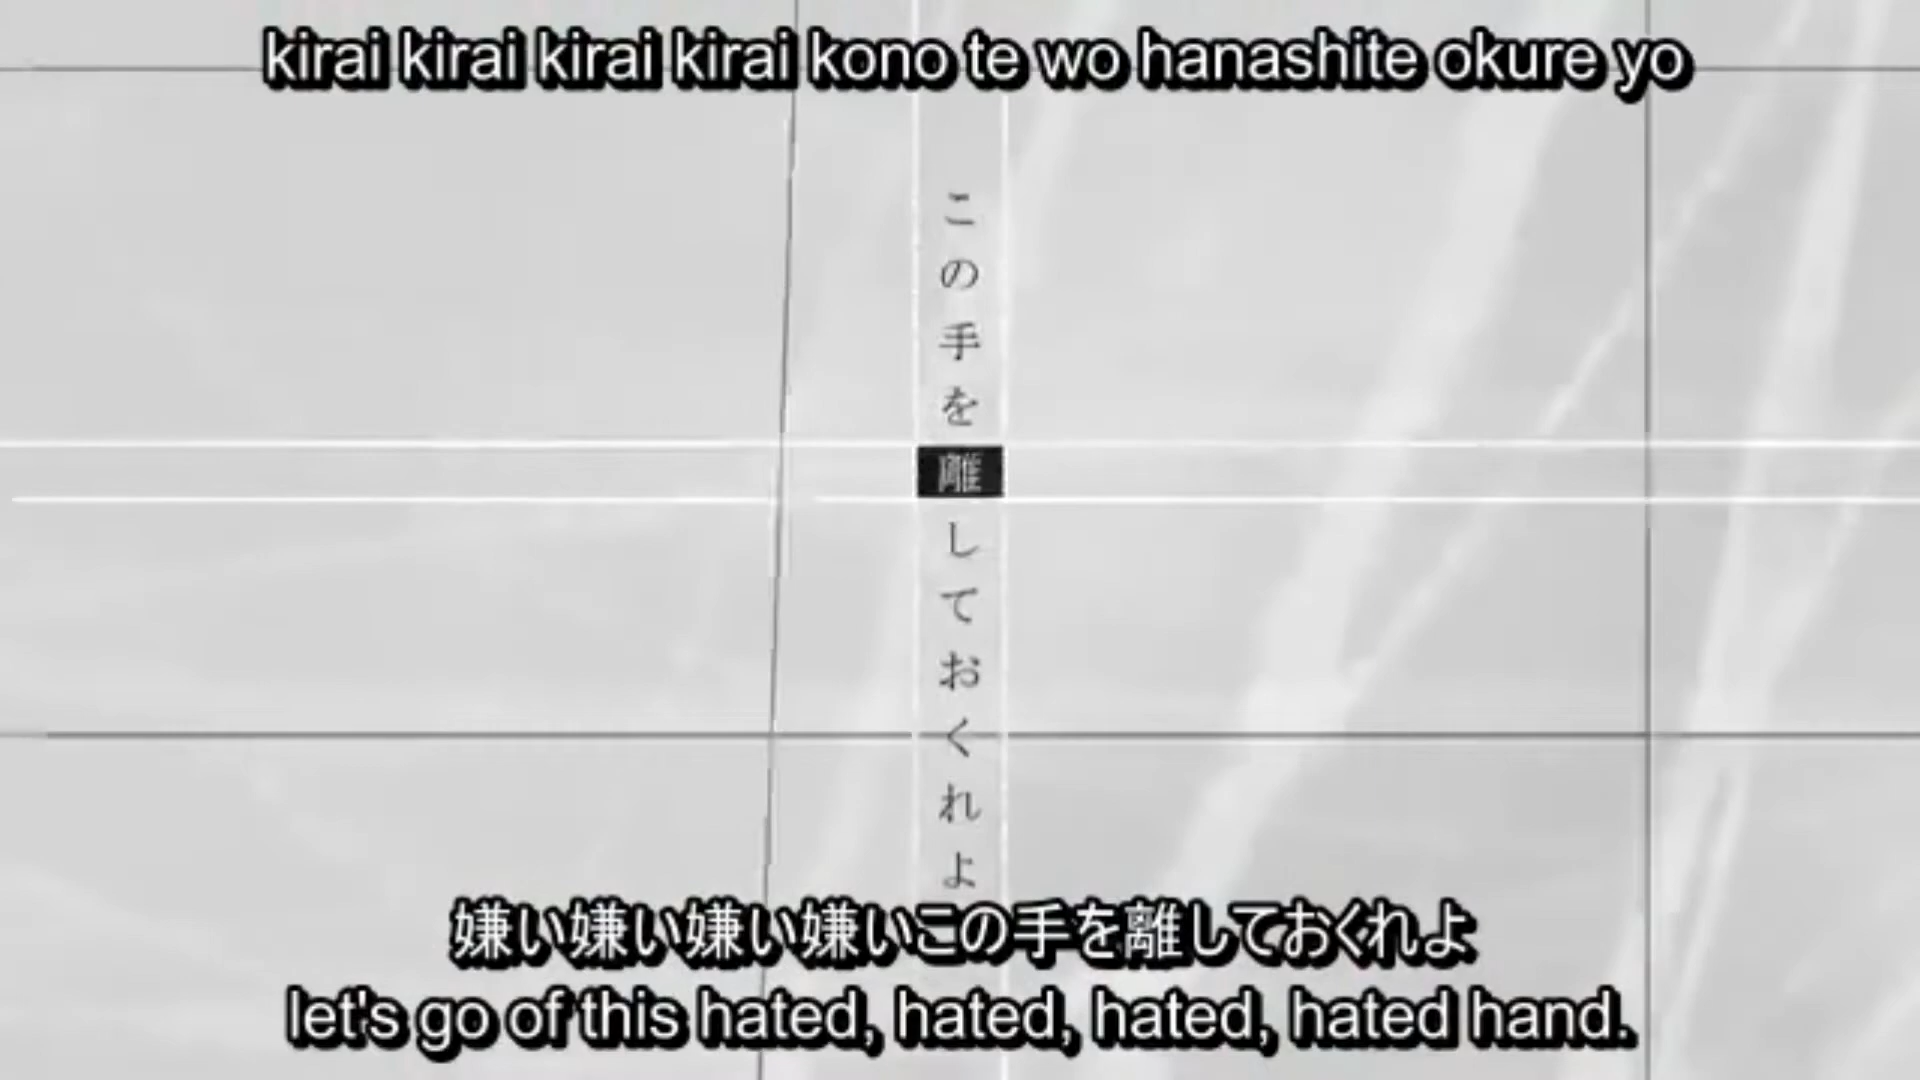 kirai kirai kirai kirai kono te wo hanashite okure yo
この手を離しておくれよ
嫌い嫌い嫌い嫌いこの手を離しておくれよ
let's go of this hated, hated, hated, hated hand.